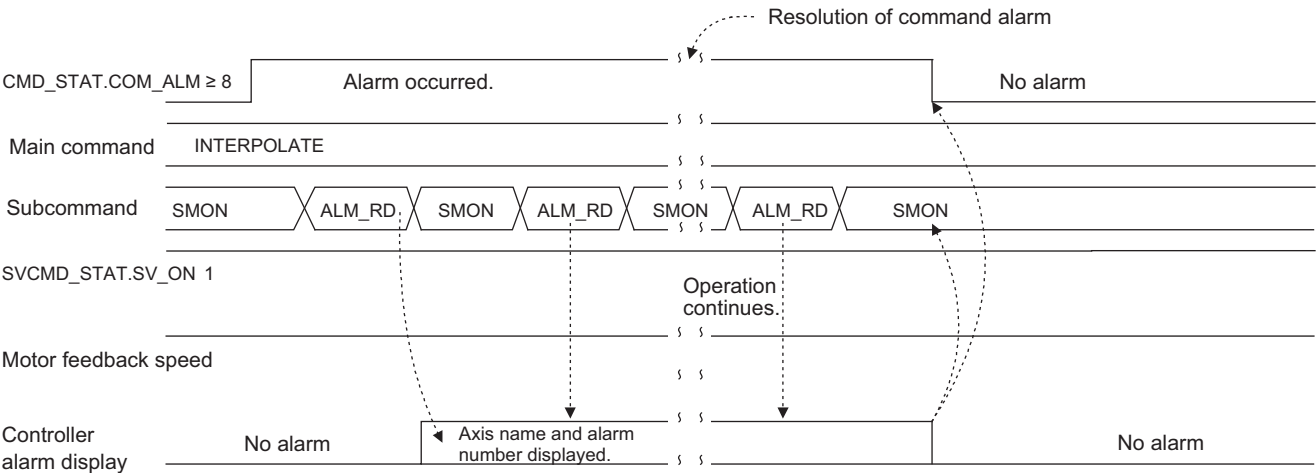 Resolution of command alarm
CMD_STAT.COM_ALM ≥ 8
Alarm occurred.
No alarm
Main command
INTERPOLATE
Subcommand
SMON
ALM_RD
SMON
ALM_RD
SMON
ALM_RD
SMON
SVCMD_STAT.SV_ON 1
Operation
continues.
Motor feedback speed
Controller
alarm display
No alarm
Axis name and alarm
number displayed.
No alarm